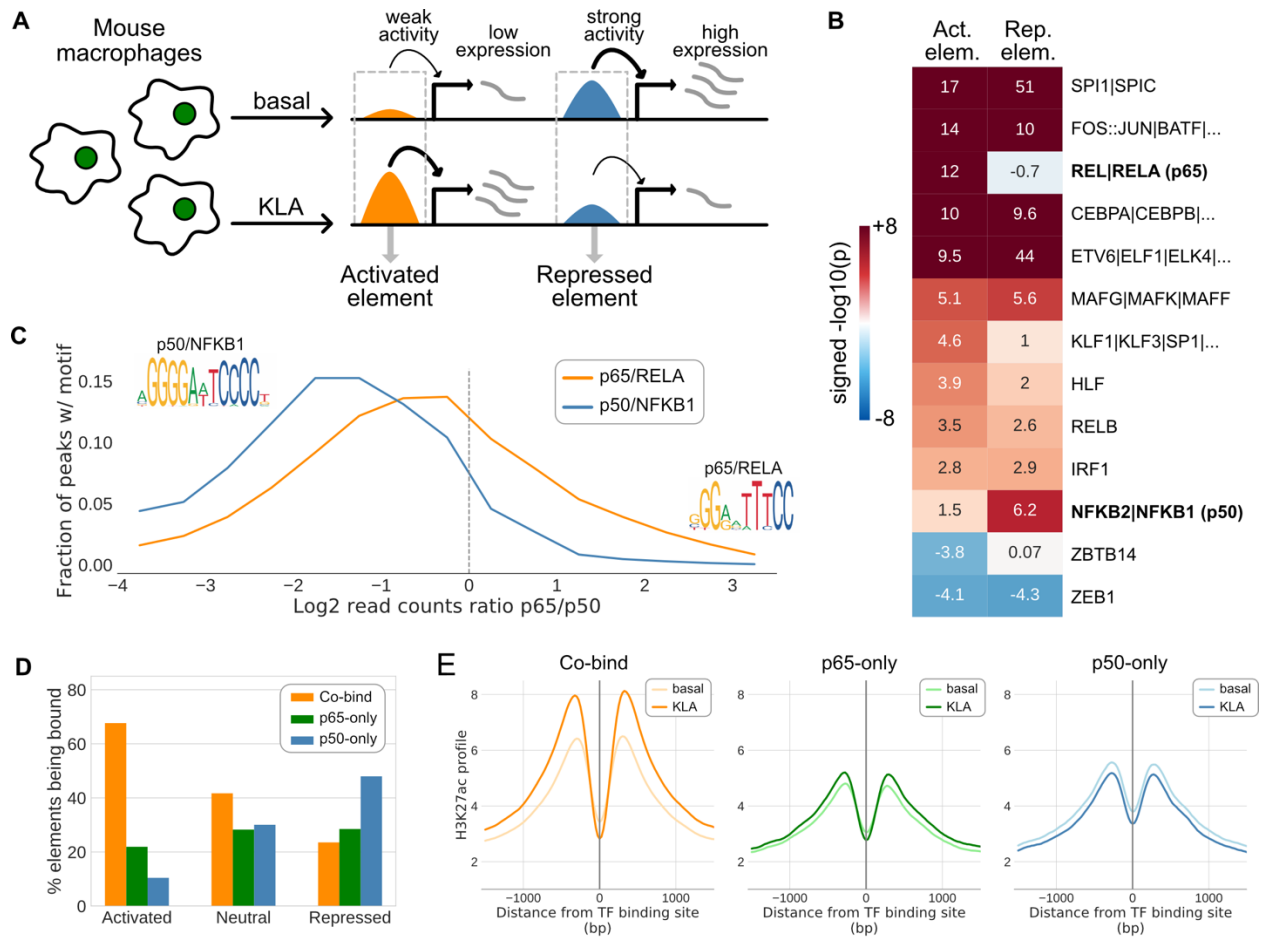 A
Mouse
macrophages
basal
KLA
weak
activity
low
expression
strong
activity
high
expression
Activated
element
Repressed
element
B
Act.
elem.
Rep.
elem.
17 51 SPI1|SPIC
14 10 FOS::JUN|BATF|...
12 -0.7 REL|RELA (p65)
10 9.6 CEBPA|CEBPB|...
9.5 44 ETV6|ELF1|ELK4|...
5.1 5.6 MAFG|MAFK|MAFF
4.6 1 KLF1|KLF3|SP1|...
3.9 2 HLF
3.5 2.6 RELB
2.8 2.9 IRF1
1.5 6.2 NFKB2|NFKB1 (p50)
-3.8 0.07 ZBTB14
-4.1 -4.3 ZEB1
+8
signed -log10(p)
-8
C
p50/NFKB1
GGGGA TCCCC
p65/RELA
p50/NFKB1
p65/RELA
GG TTCC
Fraction of peaks w/ motif
0.15
0.10
0.05
0.00
−4 −3 −2 −1 0 1 2 3
Log2 read counts ratio p65/p50
D
Co-bind
p65-only
p50-only
% elements being bound
80
60
40
20
0
Activated Neutral Repressed
E
Co-bind
basal
KLA
H3K27ac profile
8
6
4
2
−1000 0 1000
Distance from TF binding site
(bp)
p65-only
basal
KLA
8
6
4
2
−1000 0 1000
Distance from TF binding site
(bp)
p50-only
basal
KLA
8
6
4
2
−1000 0 1000
Distance from TF binding site
(bp)